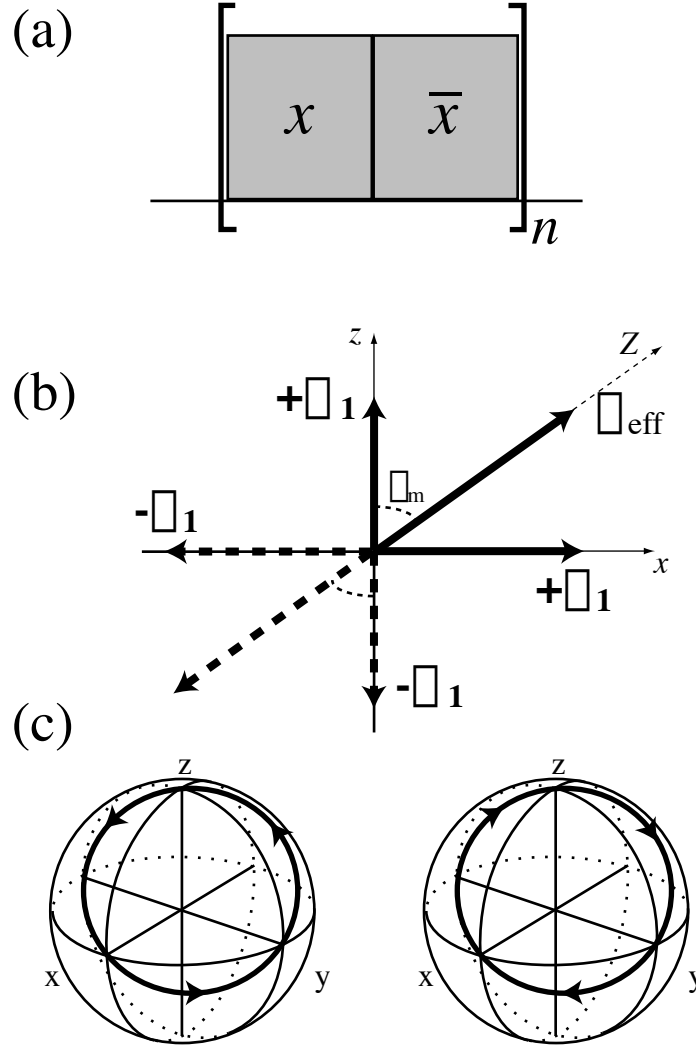 (a)
x x̅
n
(b)
z
Z
+□1
□eff
□m
-□1
x
+□1
-□1
(c)
z z
x y x y